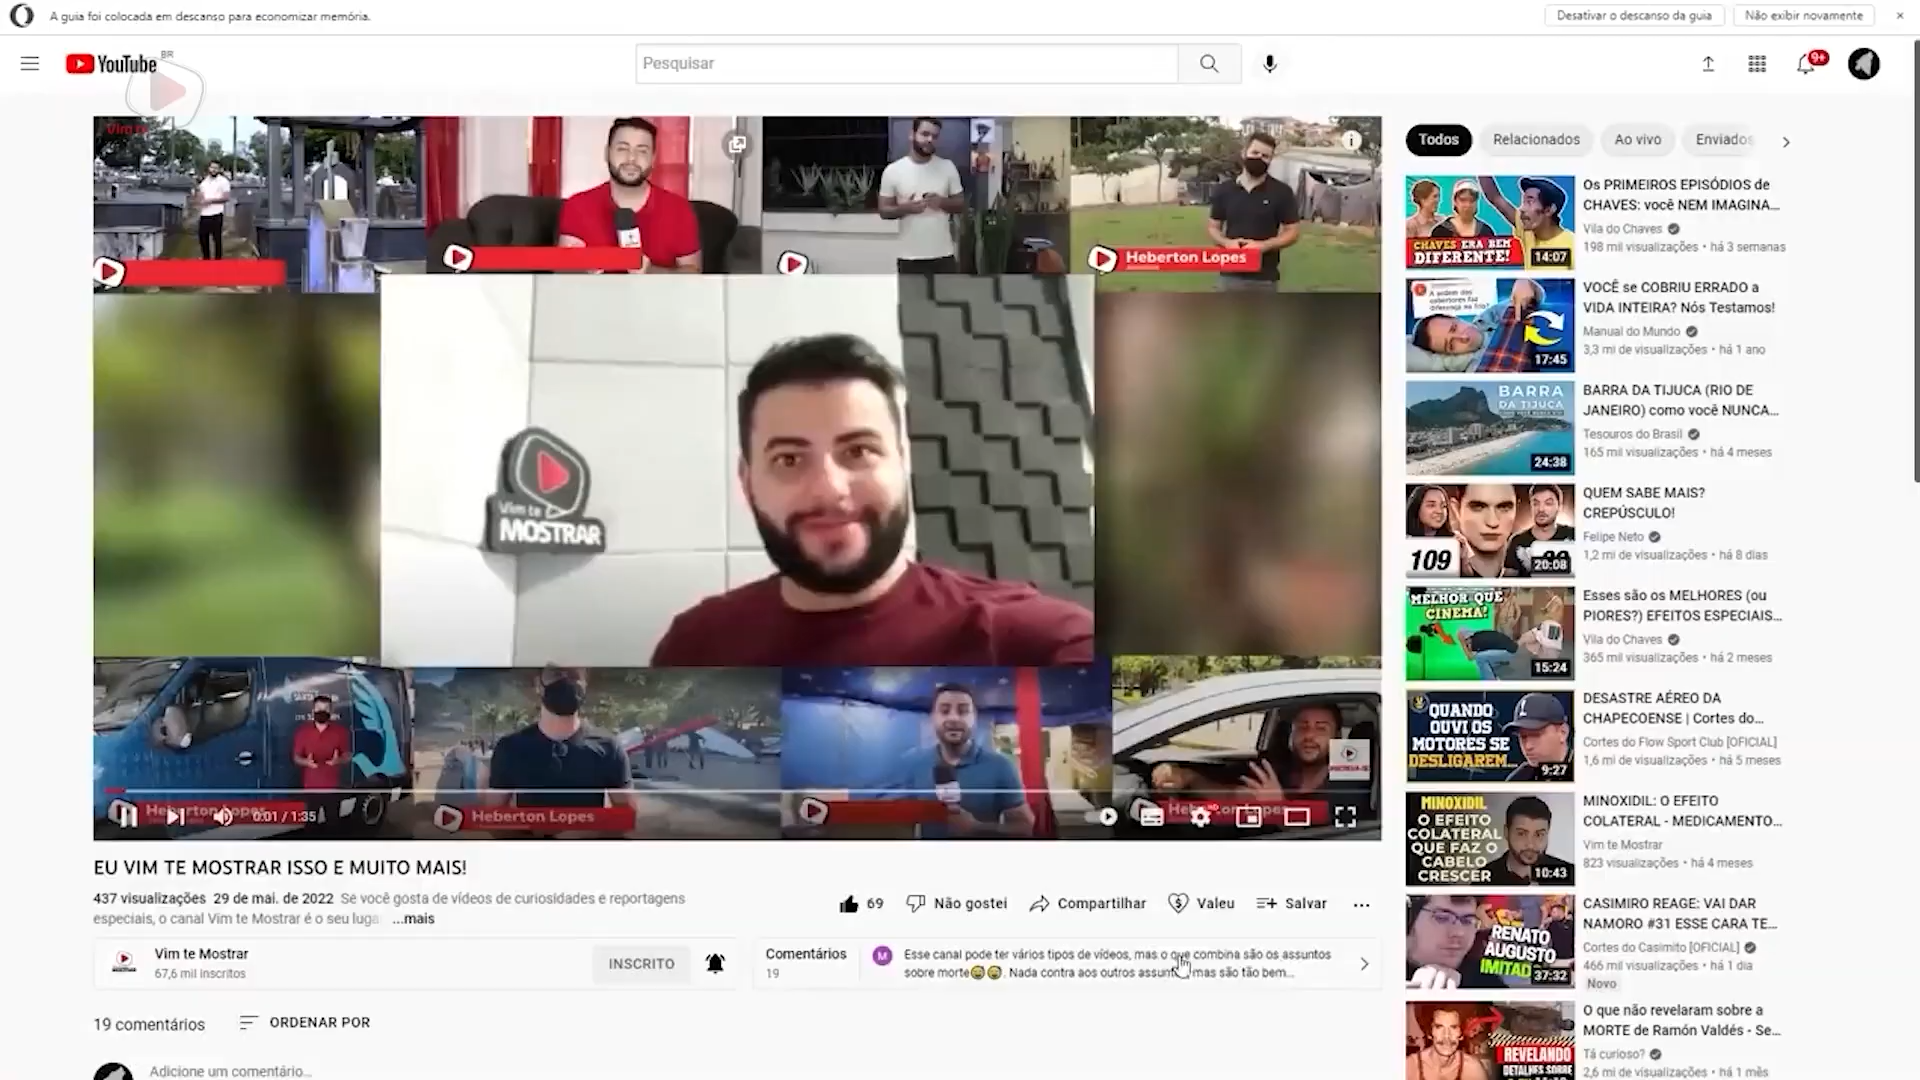 A guia foi colocada em descanso para economizar memória.
Desativar o descanso da guia
Não exibir novamente
YouTube BR
Pesquisar
9+
Heberton Lopes
Vim te
MOSTRAR
Heberton Lopes
Heberton Lopes
0:01 / 1:35
EU VIM TE MOSTRAR ISSO E MUITO MAIS!
437 visualizações 29 de mai. de 2022 Se você gosta de vídeos de curiosidades e reportagens
especiais, o canal Vim te Mostrar é o seu luga ...mais
69
Não gostei
Compartilhar
Valeu
Salvar
Vim te Mostrar
67,6 mil inscritos
INSCRITO
Comentários
19
M
Esse canal pode ter vários tipos de vídeos, mas o que combina são os assuntos
sobre morte😅😅. Nada contra aos outros assun mas são tão bem...
19 comentários
ORDENAR POR
Adicione um comentário...
Todos
Relacionados
Ao vivo
Enviados
CHAVES ERA BEM
DIFERENTE!
14:07
Os PRIMEIROS EPISÓDIOS de
CHAVES: você NEM IMAGINA...
Vila do Chaves
198 mil visualizações • há 3 semanas
17:45
VOCÊ se COBRIU ERRADO a
VIDA INTEIRA? Nós Testamos!
Manual do Mundo
3,3 mi de visualizações • há 1 ano
BARRA
DA TIJUCA
24:38
BARRA DA TIJUCA (RIO DE
JANEIRO) como você NUNCA...
Tesouros do Brasil
165 mil visualizações • há 4 meses
109
20:08
QUEM SABE MAIS?
CREPÚSCULO!
Felipe Neto
1,2 mi de visualizações • há 8 dias
MELHOR QUE
CINEMA!
15:24
Esses são os MELHORES (ou
PIORES?) EFEITOS ESPECIAIS...
Vila do Chaves
365 mil visualizações • há 2 meses
QUANDO
OUVI OS
MOTORES SE
DESLIGAREM...
9:27
DESASTRE AÉREO DA
CHAPECOENSE | Cortes do...
Cortes do Flow Sport Club [OFICIAL]
1,6 mi de visualizações • há 5 meses
MINOXIDIL
O EFEITO
COLATERAL
QUE FAZ O
CABELO
CRESCER
10:43
MINOXIDIL: O EFEITO
COLATERAL - MEDICAMENTO...
Vim te Mostrar
823 visualizações • há 4 meses
RENATO
AUGUSTO
37:32
CASIMIRO REAGE: VAI DAR
NAMORO #31 ESSE CARA TE...
Cortes do Casimito [OFICIAL]
466 mil visualizações • há 1 dia
Novo
REVELANDO
DETALHES SOBRE
O que não revelaram sobre a
MORTE de Ramón Valdés - Se...
Tá curioso?
2,6 mi de visualizações • há 1 mês